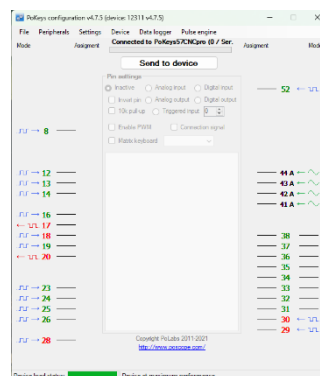 PoKeys configuration v4.7.5 (device: 12311 v4.7.5)
File Peripherals Settings Device Data logger Pulse engine
Mode Assigment Connected to PoKeys57CNCpro (0 / Ser. Assigment Mode
Send to device
Pin settings
Inactive Analog input Digital input
Invert pin Analog output Digital output
10k pull-up Triggered input 0
Enable PWM Connection signal
Matrix keyboard
52
8
12
13
14
16
17
18
19
20
23
24
25
26
28
44 A
43 A
42 A
41 A
38
37
36
35
34
33
32
31
30
29
Copyright PoLabs 2011-2021
http://www.poscope.com/
Device load status: Device at maximum performance